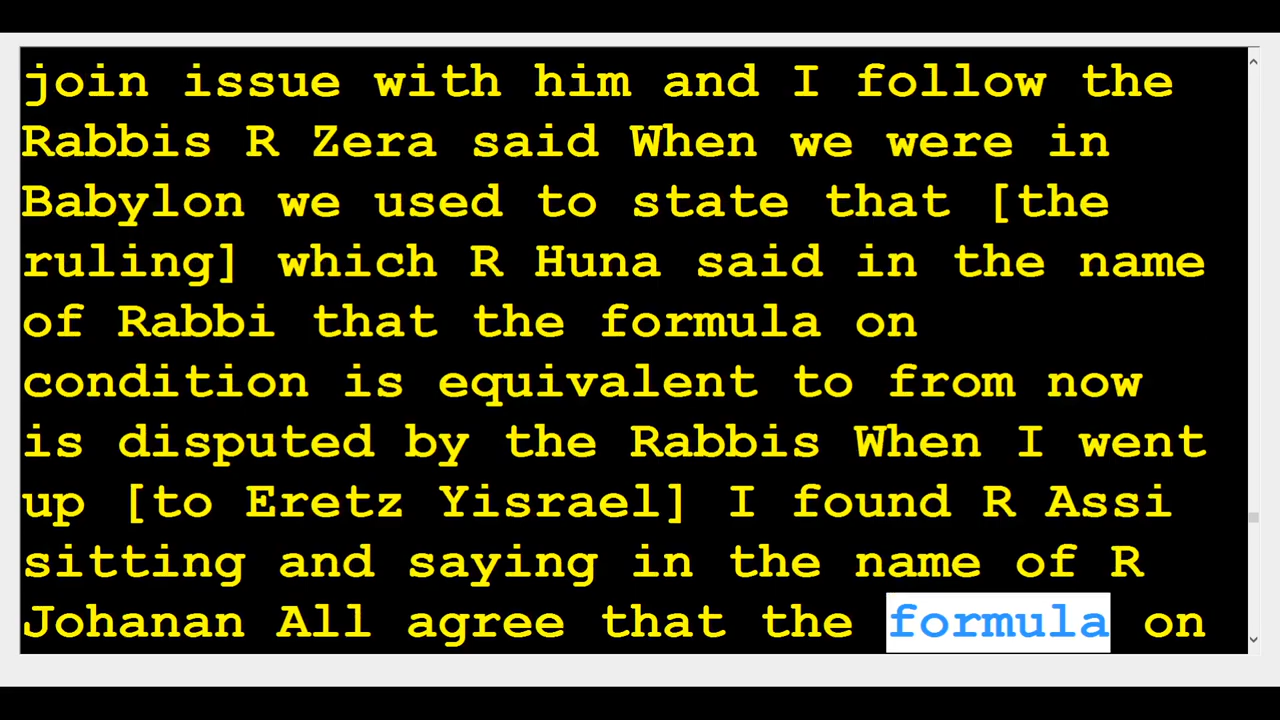 join issue with him and I follow the
Rabbis R Zera said When we were in
Babylon we used to state that [the
ruling] which R Huna said in the name
of Rabbi that the formula on
condition is equivalent to from now
is disputed by the Rabbis When I went
up [to Eretz Yisrael] I found R Assi
sitting and saying in the name of R
Johanan All agree that the formula on